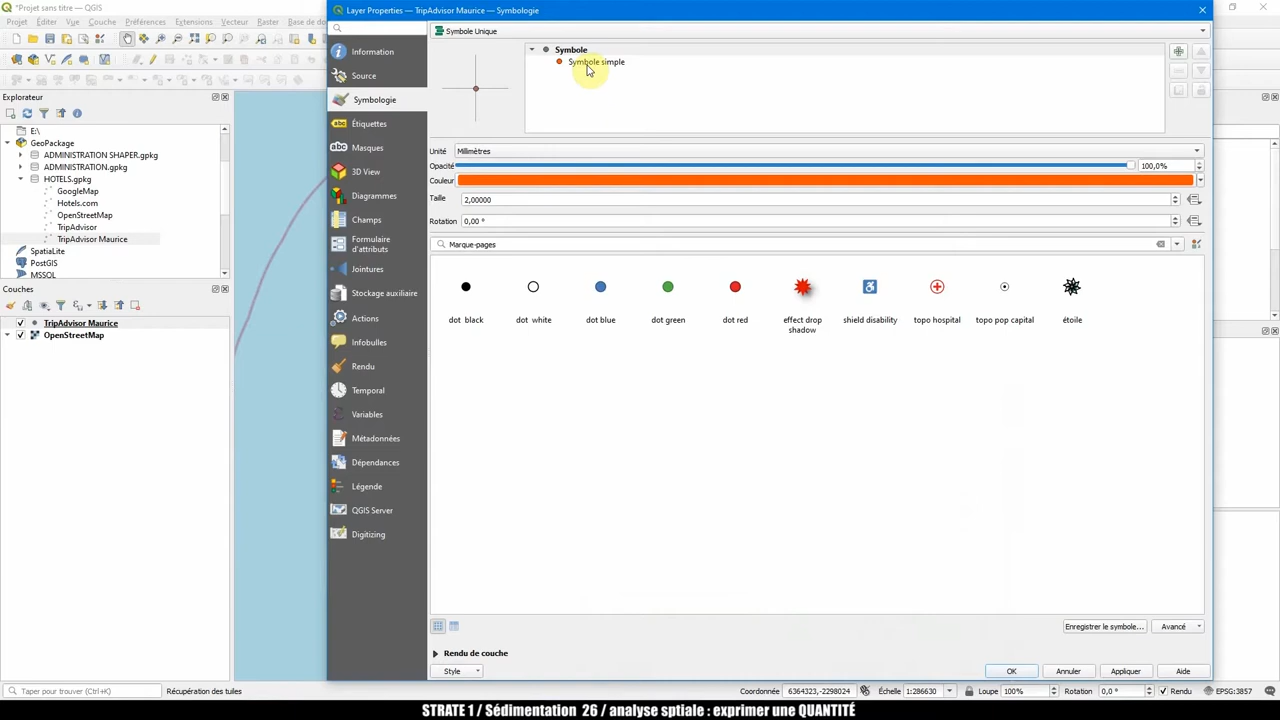 *Projet sans titre — QGIS
Projet Éditer Vue Couche Préférences Extensions Vecteur Raster
Explorateur
E:\
GeoPackage
ADMINISTRATION SHAPER.gpkg
ADMINISTRATION.gpkg
HOTELS.gpkg
GoogleMap
Hotels.com
OpenStreetMap
TripAdvisor
TripAdvisor Maurice
SpatiaLite
PostGIS
MSSQL
Couches
TripAdvisor Maurice
OpenStreetMap
Layer Properties — TripAdvisor Maurice — Symbologie
Information
Source
Symbologie
Étiquettes
Masques
3D View
Diagrammes
Champs
Formulaire
d'attributs
Jointures
Stockage auxiliaire
Actions
Infobulles
Rendu
Temporal
Variables
Métadonnées
Dépendances
Légende
QGIS Server
Digitizing
Symbole Unique
Symbole
Symbole simple
Unité Millimètres
Opacité 100,0%
Couleur
Taille 2,00000
Rotation 0,00 °
Marque-pages
dot black
dot white
dot blue
dot green
dot red
effect drop
shadow
shield disability
topo hospital
topo pop capital
étoile
Enregistrer le symbole... Avancé
Rendu de couche
Style OK Annuler Appliquer Aide
Taper pour trouver (Ctrl+K) Récupération des tuiles Coordonnée 6364323,-2298024 Échelle 1:286630 Loupe 100% Rotation 0,0 ° Rendu EPSG:3857
STRATE 1 / Sédimentation 26 / analyse sptiale : exprimer une QUANTITÉ